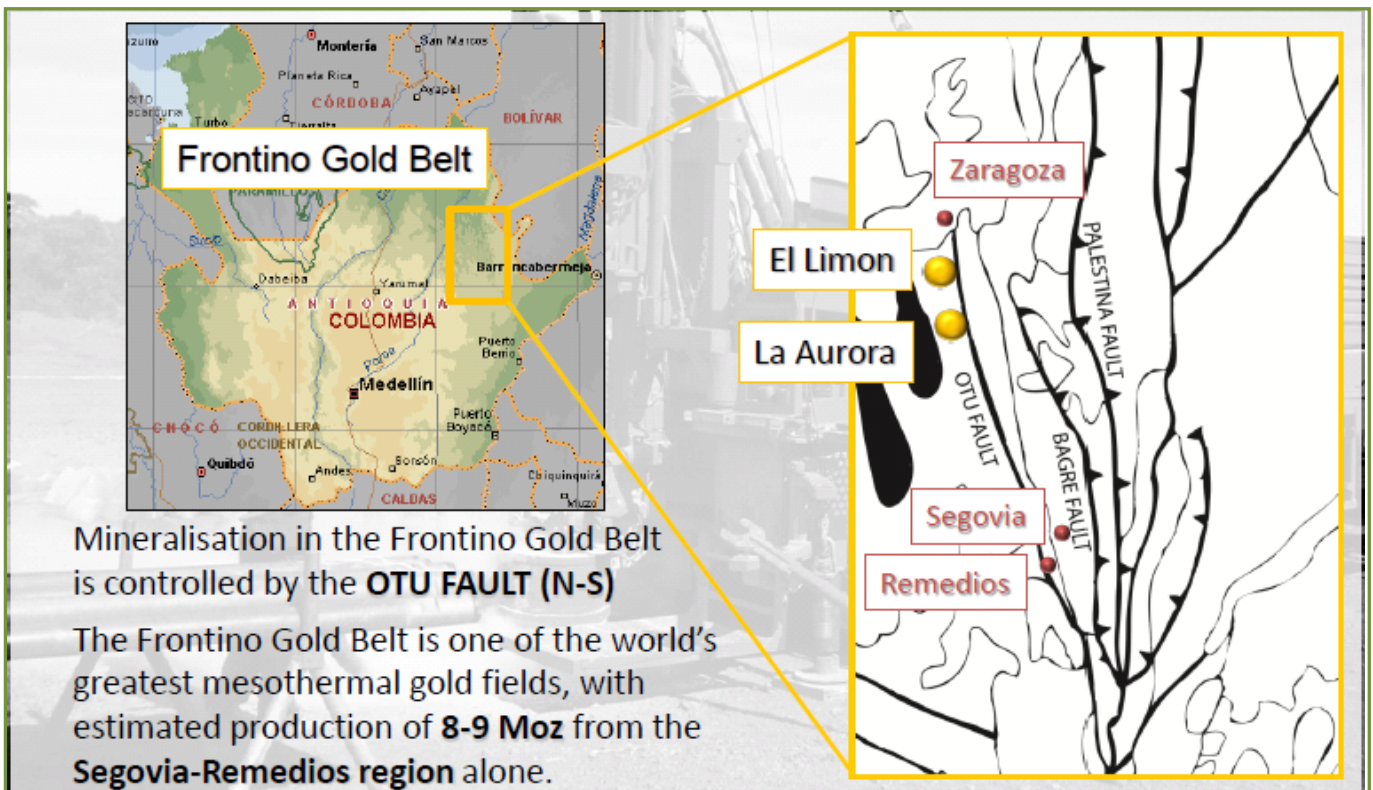 Montería
San Marcos
Planeta Rica
CÓRDOBA
Ayapel
BOLÍVAR
Turbo
Frontino Gold Belt
PARAMILLO
Magdalena
Dabeiba
Yarumal
Barrancabermeja
ANTIOQUIA
COLOMBIA
Puerto
Berrio
Medellín
Puerto
Boyacá
CHOCÓ
CORDILLERA
OCCIDENTAL
Quibdó
Andes
Sonsón
Chiquinquirá
CALDAS
Muzo
Zaragoza
El Limon
La Aurora
PALESTINA FAULT
OTU FAULT
BAGRE FAULT
Segovia
Remedios
Mineralisation in the Frontino Gold Belt
is controlled by the OTU FAULT (N-S)
The Frontino Gold Belt is one of the world's
greatest mesothermal gold fields, with
estimated production of 8-9 Moz from the
Segovia-Remedios region alone.